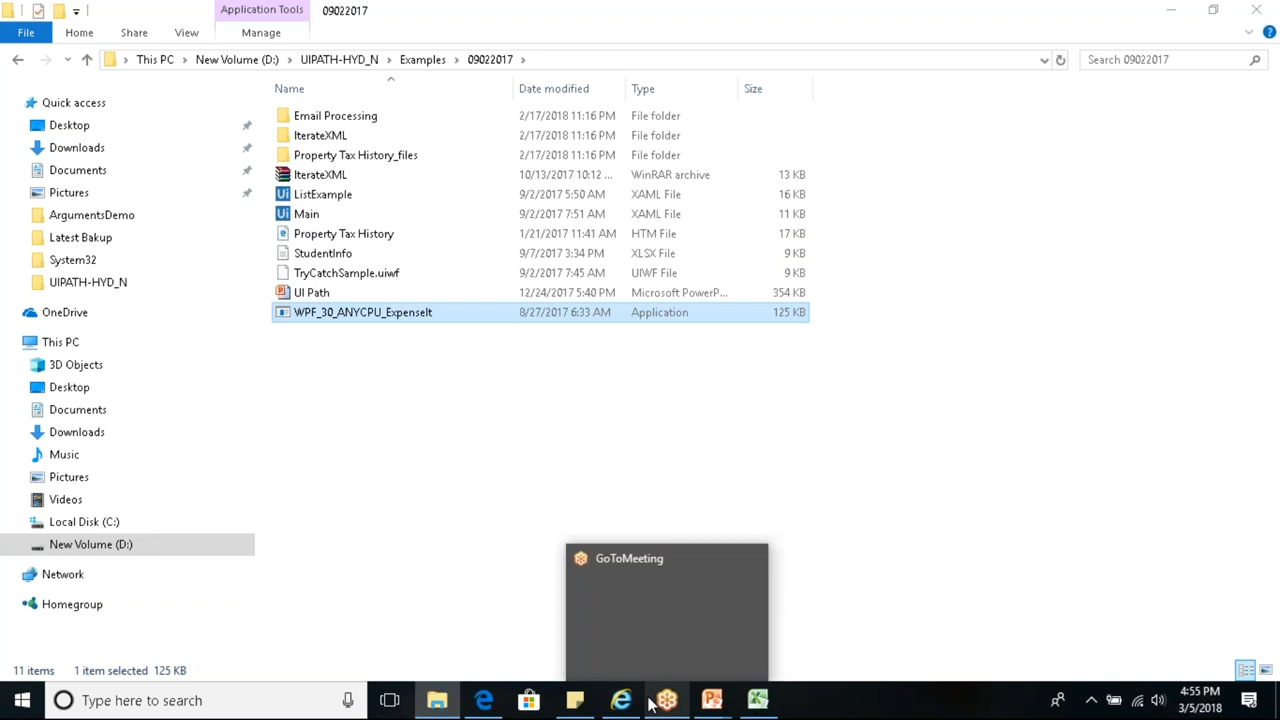 Application Tools
09022017
File
Home
Share
View
Manage
This PC
New Volume (D:)
UIPATH-HYD_N
Examples
09022017
Search 09022017
Name
Date modified
Type
Size
Quick access
Desktop
Downloads
Documents
Pictures
ArgumentsDemo
Latest Bakup
System32
UIPATH-HYD_N
OneDrive
This PC
3D Objects
Desktop
Documents
Downloads
Music
Pictures
Videos
Local Disk (C:)
New Volume (D:)
Network
Homegroup
Email Processing 2/17/2018 11:16 PM File folder
IterateXML 2/17/2018 11:16 PM File folder
Property Tax History_files 2/17/2018 11:16 PM File folder
IterateXML 10/13/2017 10:12 ... WinRAR archive 13 KB
ListExample 9/2/2017 5:50 AM XAML File 16 KB
Main 9/2/2017 7:51 AM XAML File 11 KB
Property Tax History 1/21/2017 11:41 AM HTM File 17 KB
StudentInfo 9/7/2017 3:34 PM XLSX File 9 KB
TryCatchSample.uiwf 9/2/2017 7:45 AM UIWF File 9 KB
UI Path 12/24/2017 5:40 PM Microsoft PowerP... 354 KB
WPF_30_ANYCPU_ExpenseIt 8/27/2017 6:33 AM Application 125 KB
GoToMeeting
11 items 1 item selected 125 KB
Type here to search
4:55 PM
3/5/2018